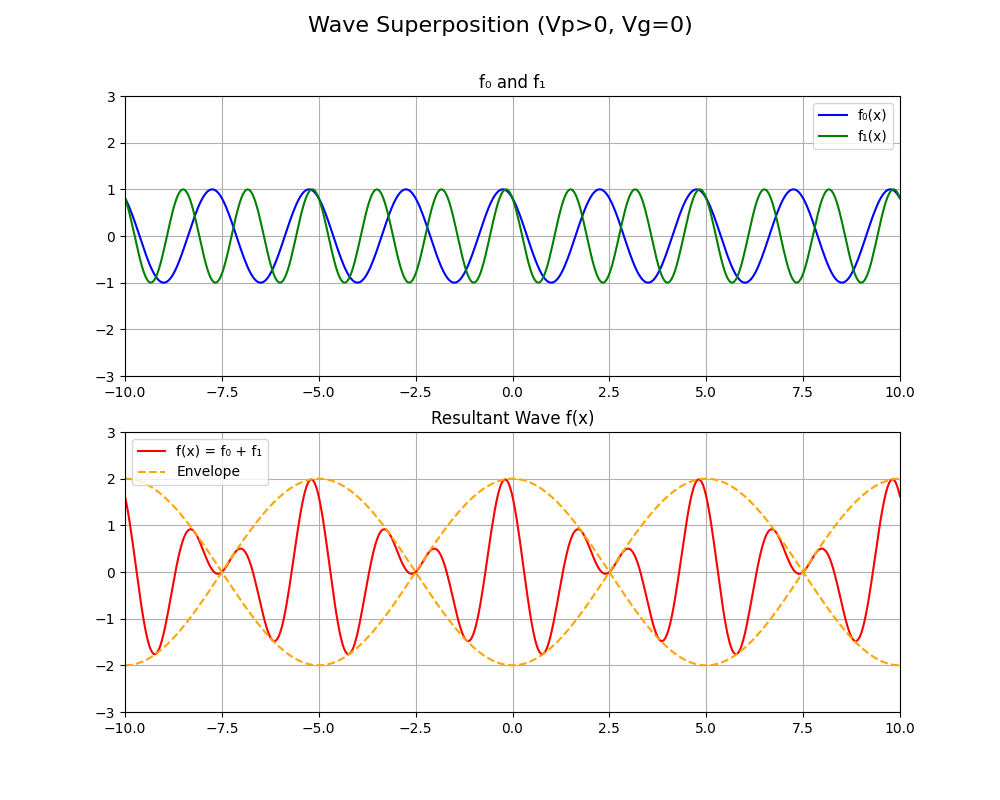 Wave Superposition (Vp>0, Vg=0)
f₀ and f₁
3
2
1
0
−1
−2
−3
f₀(x)
f₁(x)
−10.0 −7.5 −5.0 −2.5 0.0 2.5 5.0 7.5 10.0
Resultant Wave f(x)
3
2
1
0
−1
−2
−3
f(x) = f₀ + f₁
Envelope
−10.0 −7.5 −5.0 −2.5 0.0 2.5 5.0 7.5 10.0